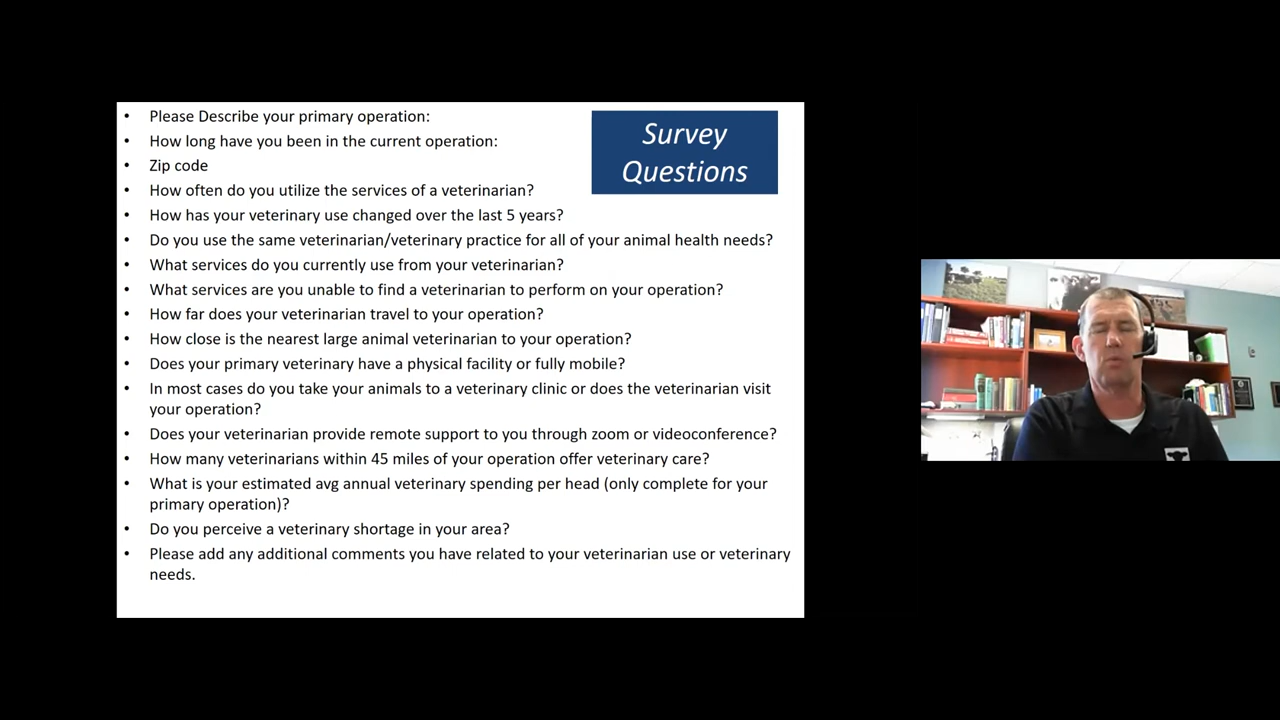 Survey
Questions
• Please Describe your primary operation:
• How long have you been in the current operation:
• Zip code
• How often do you utilize the services of a veterinarian?
• How has your veterinary use changed over the last 5 years?
• Do you use the same veterinarian/veterinary practice for all of your animal health needs?
• What services do you currently use from your veterinarian?
• What services are you unable to find a veterinarian to perform on your operation?
• How far does your veterinarian travel to your operation?
• How close is the nearest large animal veterinarian to your operation?
• Does your primary veterinary have a physical facility or fully mobile?
• In most cases do you take your animals to a veterinary clinic or does the veterinarian visit
your operation?
• Does your veterinarian provide remote support to you through zoom or videoconference?
• How many veterinarians within 45 miles of your operation offer veterinary care?
• What is your estimated avg annual veterinary spending per head (only complete for your
primary operation)?
• Do you perceive a veterinary shortage in your area?
• Please add any additional comments you have related to your veterinarian use or veterinary
needs.